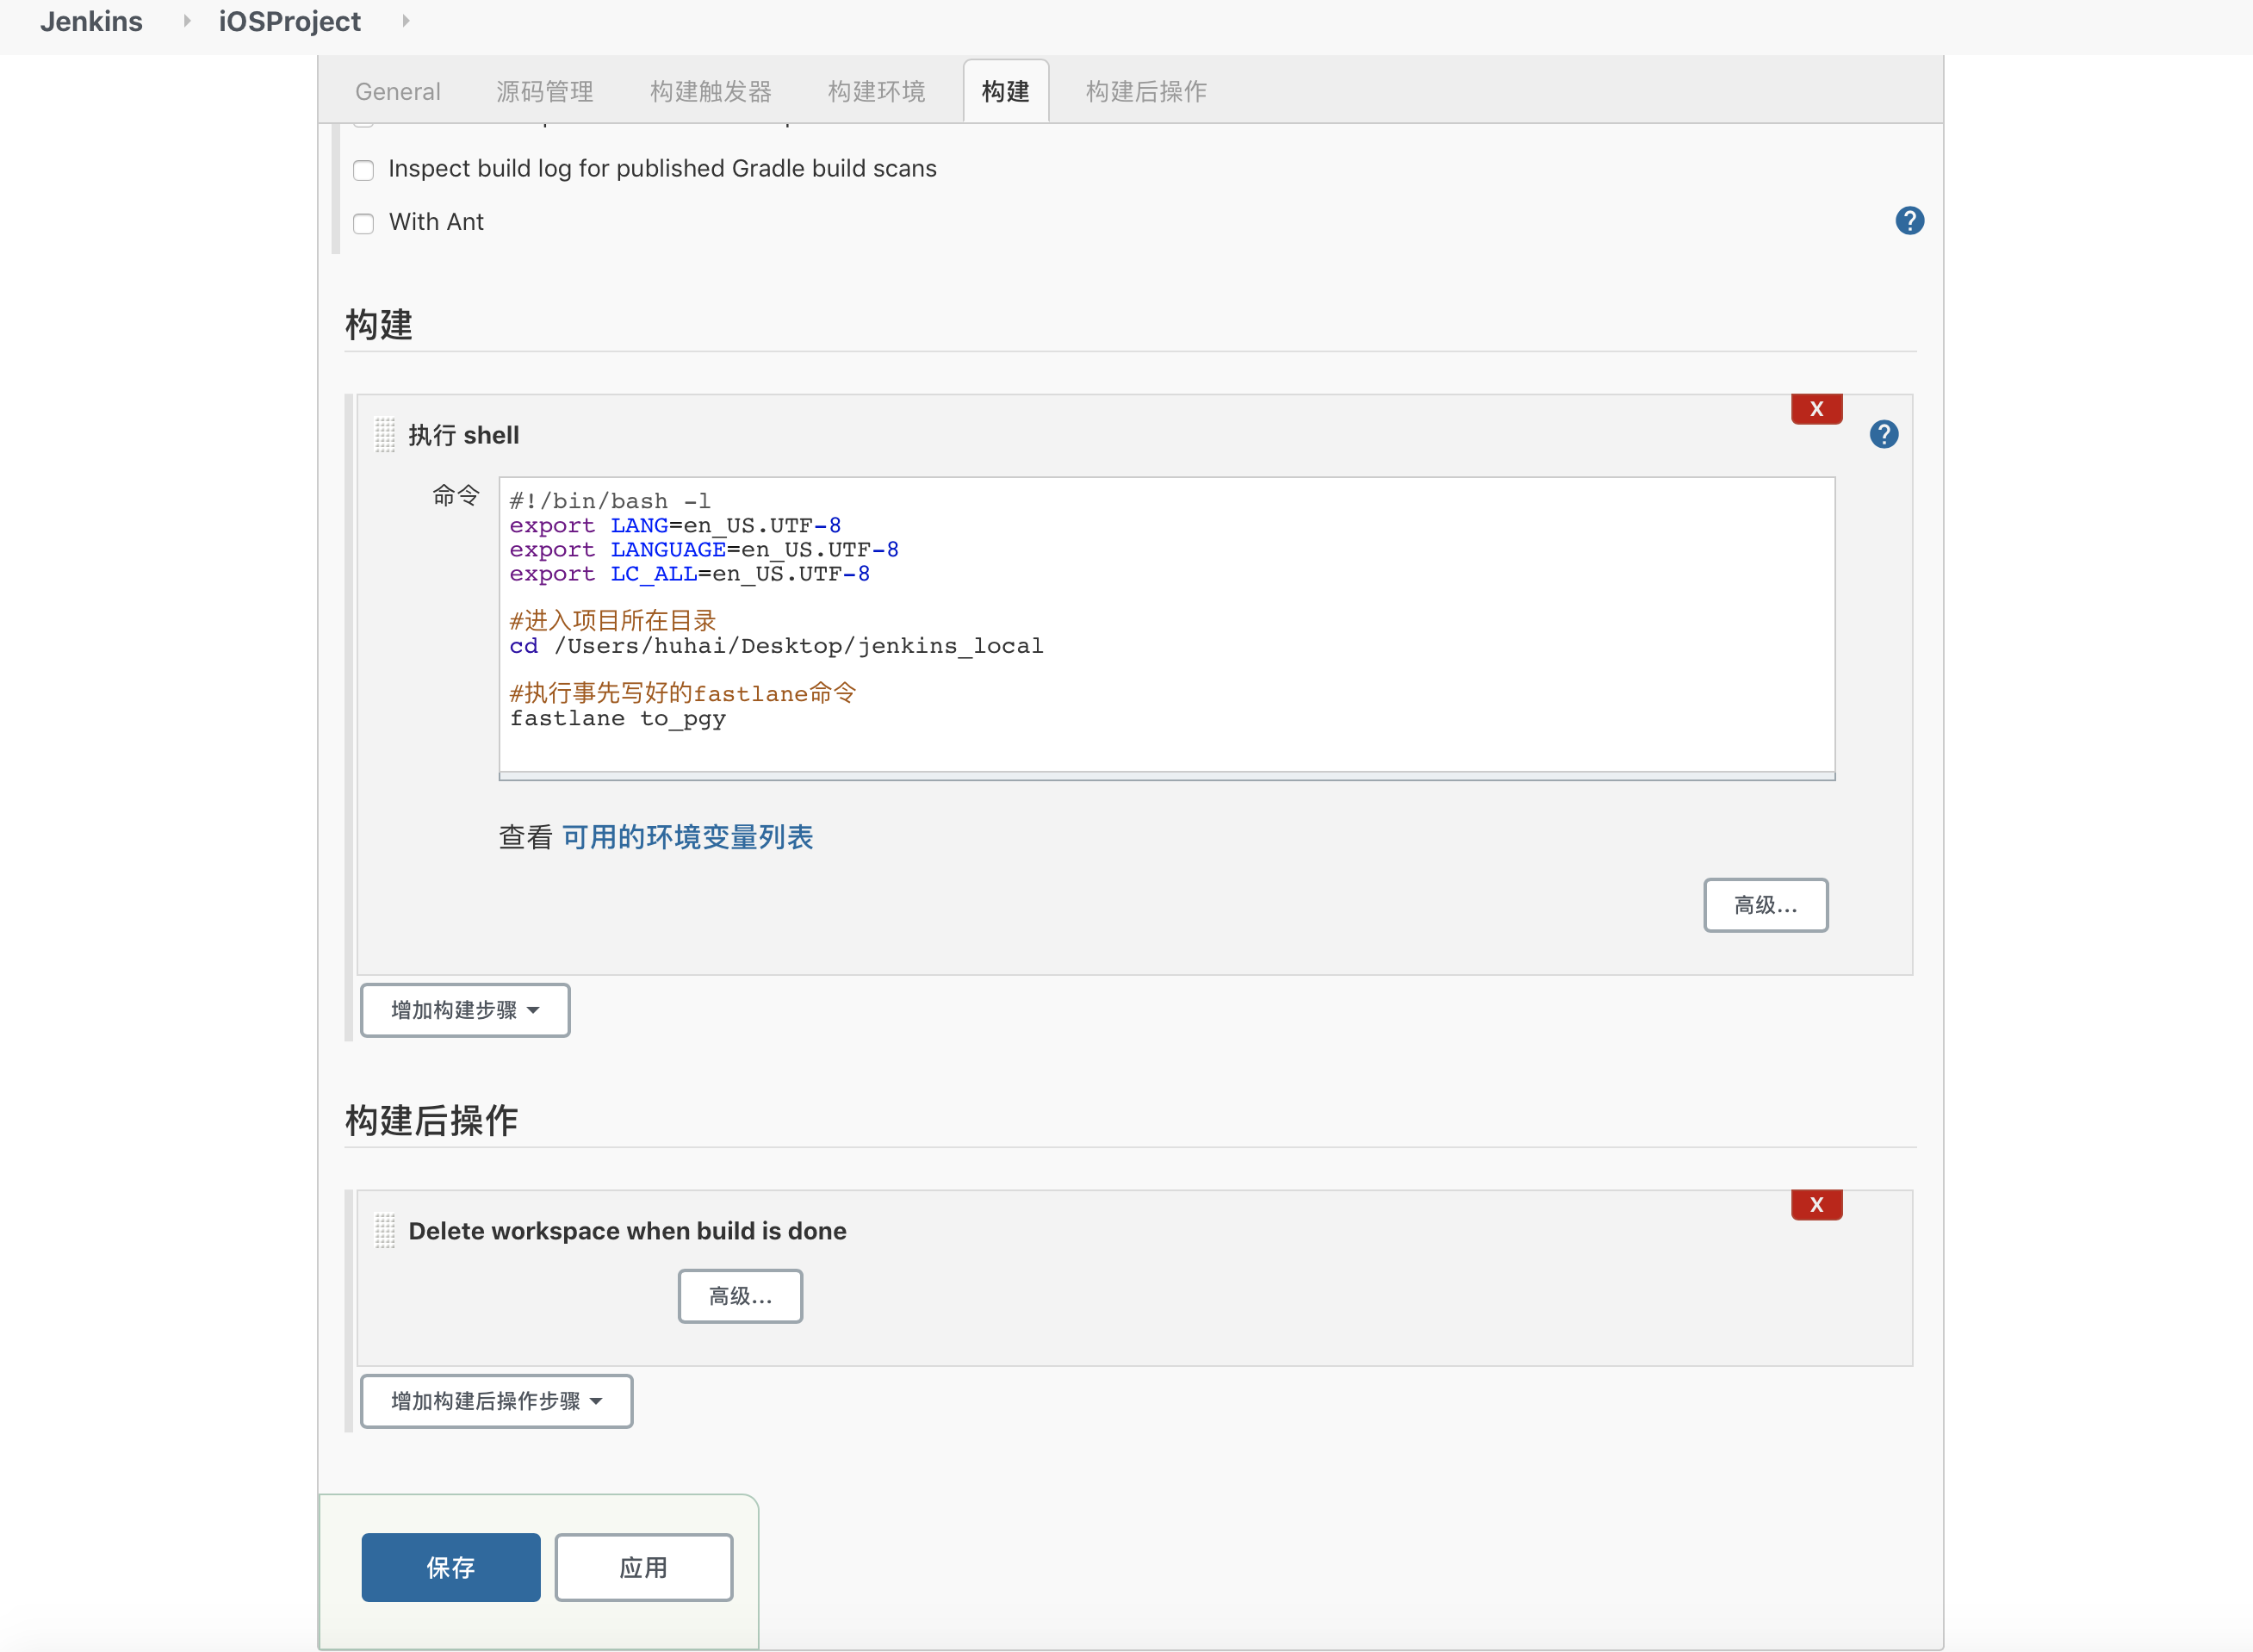 Jenkins
iOSProject
General 源码管理 构建触发器 构建环境 构建 构建后操作
Inspect build log for published Gradle build scans
With Ant
?
构建
X
执行 shell
?
命令
#!/bin/bash -l
export LANG=en_US.UTF-8
export LANGUAGE=en_US.UTF-8
export LC_ALL=en_US.UTF-8
#进入项目所在目录
cd /Users/huhai/Desktop/jenkins_local
#执行事先写好的fastlane命令
fastlane to_pgy
查看 可用的环境变量列表
高级...
增加构建步骤
构建后操作
X
Delete workspace when build is done
高级...
增加构建后操作步骤
保存 应用